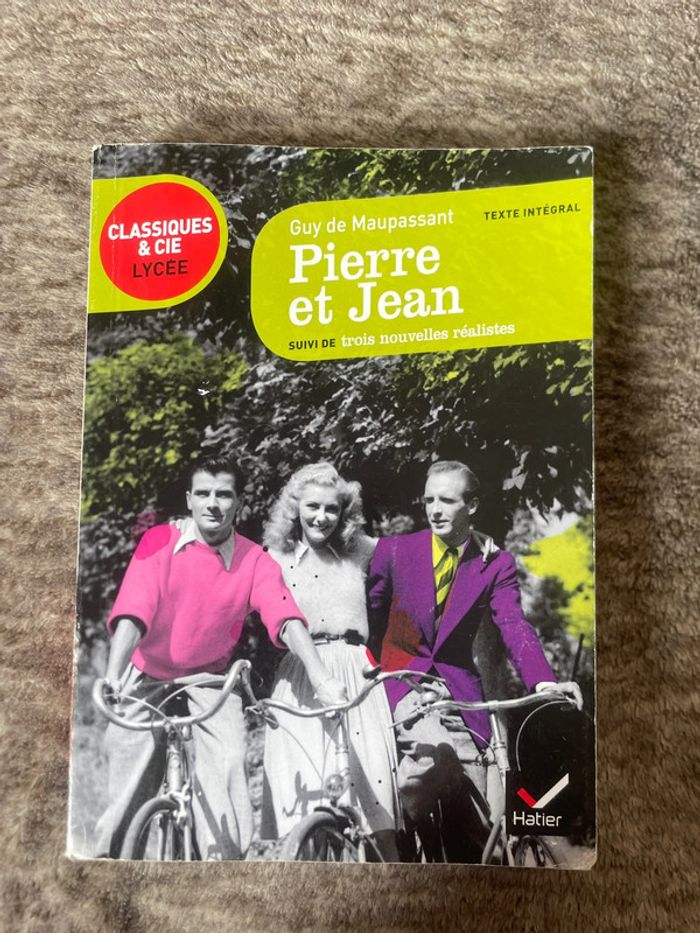 CLASSIQUES
& CIE
LYCÉE
Guy de Maupassant
TEXTE INTÉGRAL
Pierre
et Jean
SUIVI DE trois nouvelles réalistes
Hatier